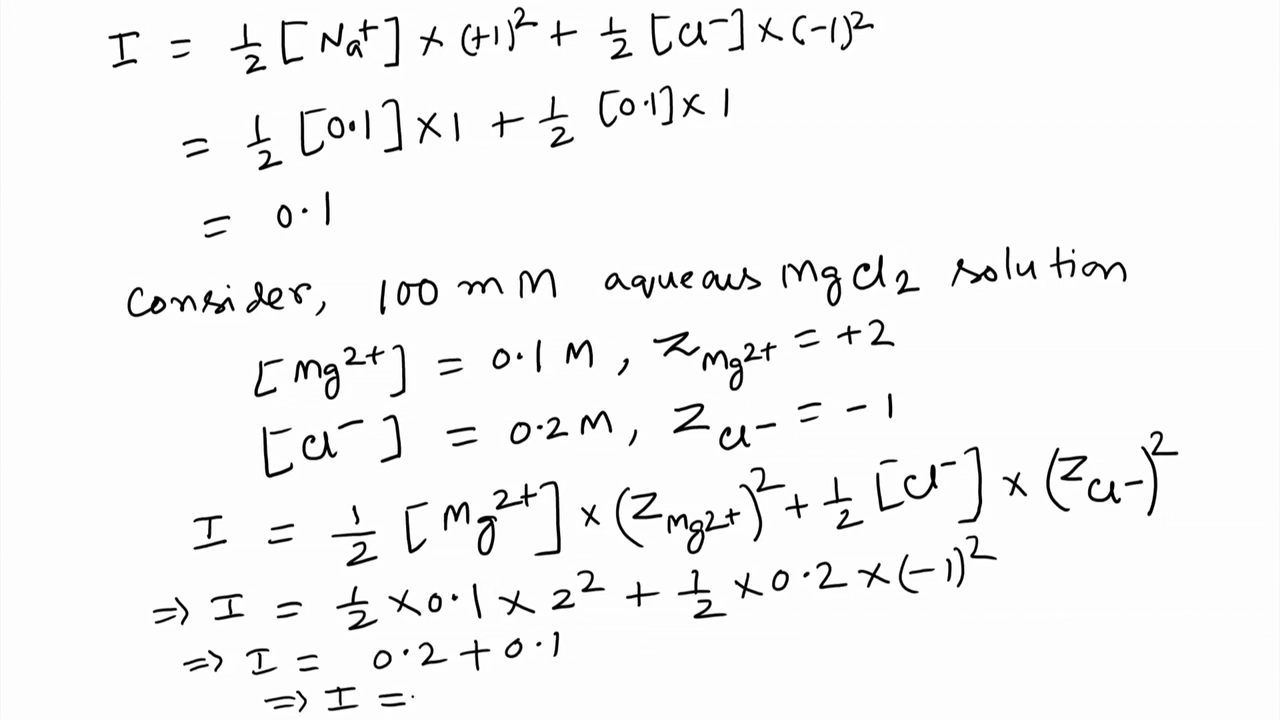 I = 1/2 [Na⁺] × (+1)² + 1/2 [Cl⁻] × (-1)²
= 1/2 [0.1] × 1 + 1/2 [0.1] × 1
= 0.1
Consider, 100 mM aqueous MgCl₂ solution
[Mg²⁺] = 0.1 M, Z_Mg²⁺ = +2
[Cl⁻] = 0.2 M, Z_Cl⁻ = -1
I = 1/2 [Mg²⁺] × (Z_Mg²⁺)² + 1/2 [Cl⁻] × (Z_Cl⁻)²
=> I = 1/2 × 0.1 × 2² + 1/2 × 0.2 × (-1)²
=> I = 0.2 + 0.1
=> I =